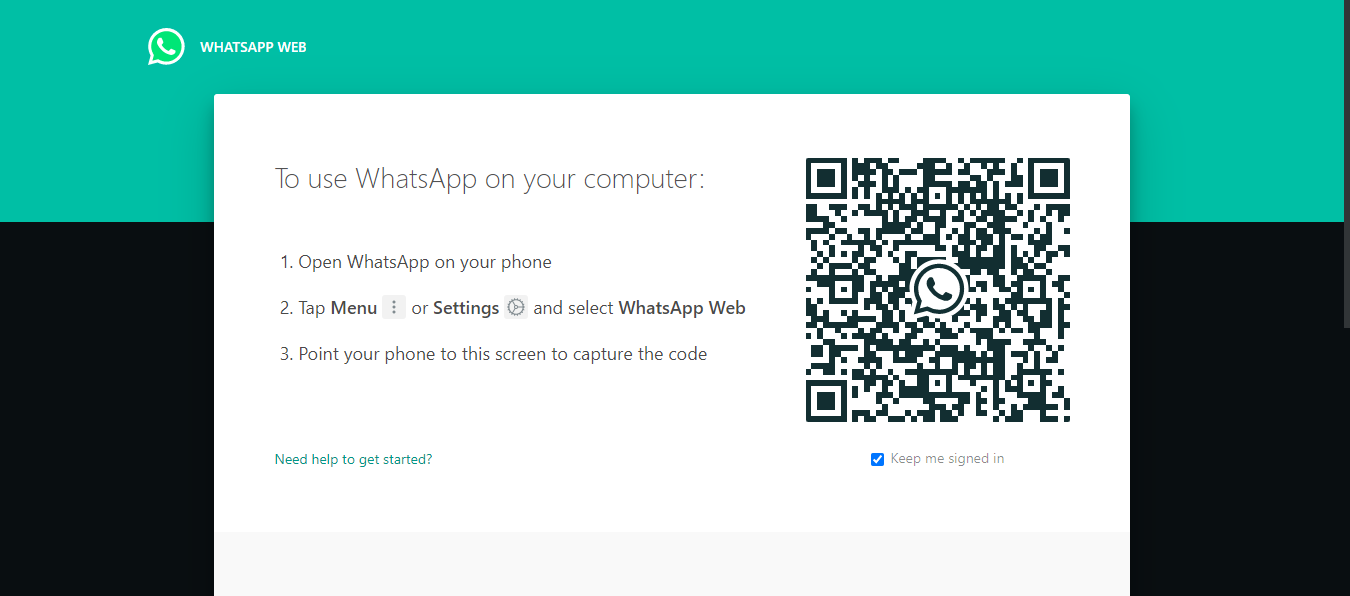 WHATSAPP WEB
To use WhatsApp on your computer:
1. Open WhatsApp on your phone
2. Tap Menu or Settings and select WhatsApp Web
3. Point your phone to this screen to capture the code
Need help to get started?
Keep me signed in